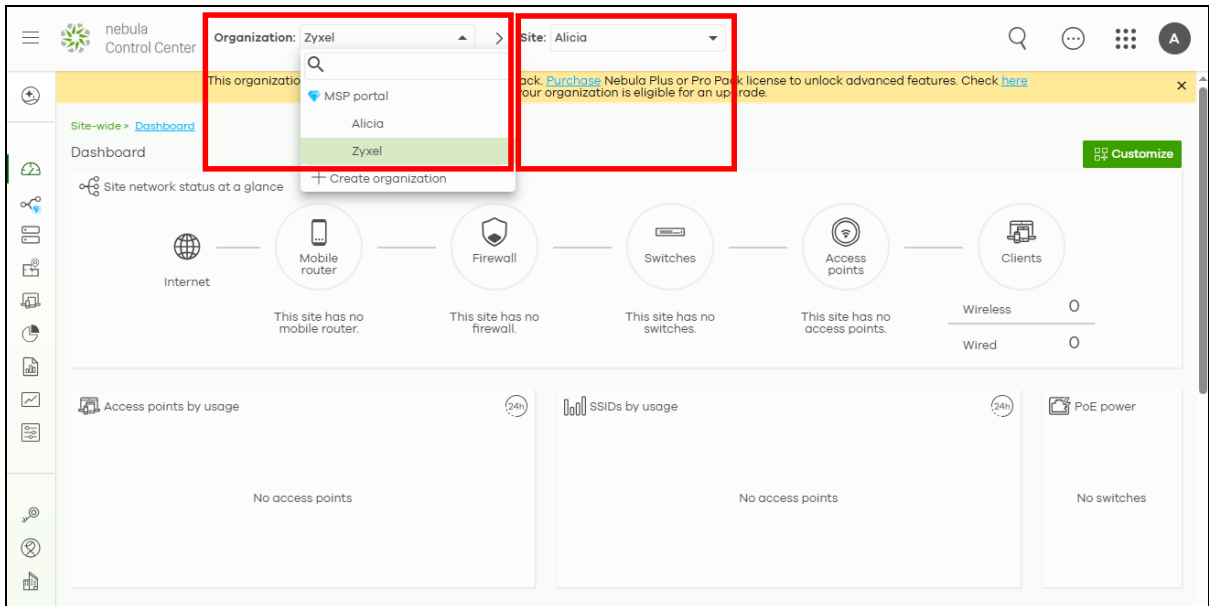 nebula
Control Center
Organization: Zyxel
Site: Alicia
A
This organizatio ack. Purchase Nebula Plus or Pro Pack license to unlock advanced features. Check here
your organization is eligible for an upgrade.
MSP portal
Alicia
Zyxel
Create organization
Site-wide > Dashboard
Dashboard
Customize
Site network status at a glance
Internet
Mobile
router
Firewall
Switches
Access
points
Clients
This site has no
mobile router.
This site has no
firewall.
This site has no
switches.
This site has no
access points.
Wireless 0
Wired 0
Access points by usage
24h
SSIDs by usage
24h
PoE power
No access points
No access points
No switches